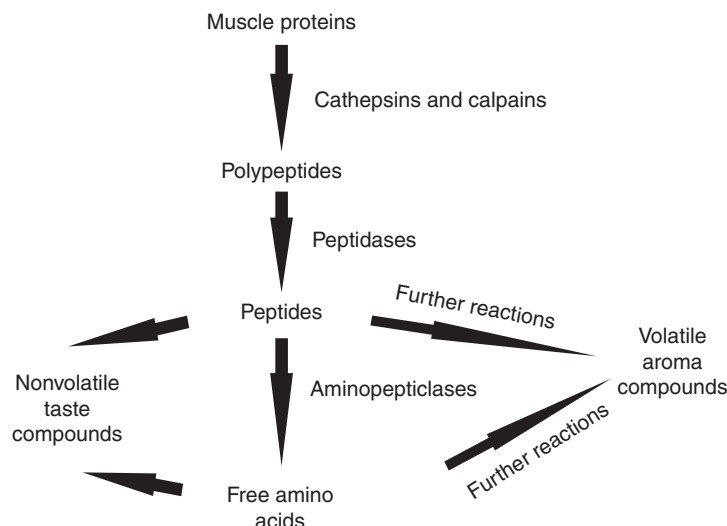 Muscle proteins
Cathepsins and calpains
Polypeptides
Peptidases
Peptides
Further reactions
Volatile
aroma
compounds
Nonvolatile
taste
compounds
Aminopepticlases
Further reactions
Free amino
acids